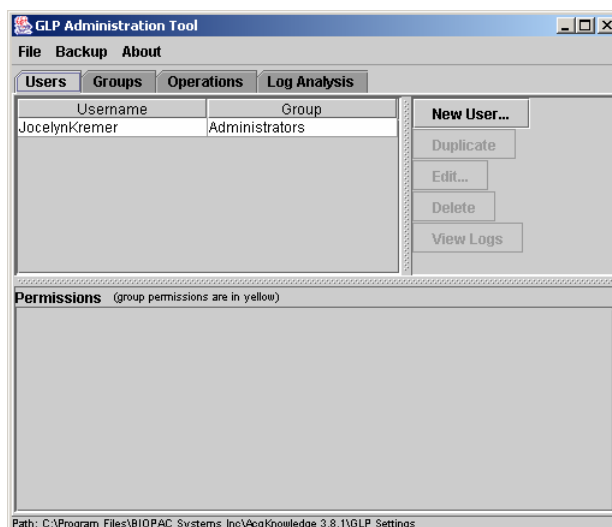 GLP Administration Tool
File Backup About
Users Groups Operations Log Analysis
Username Group
JocelynKremer Administrators
New User...
Duplicate
Edit...
Delete
View Logs
Permissions (group permissions are in yellow)
Path: C:\Program Files\BIOPAC Systems Inc\AcqKnowledge 3.8.1\GLP Settings